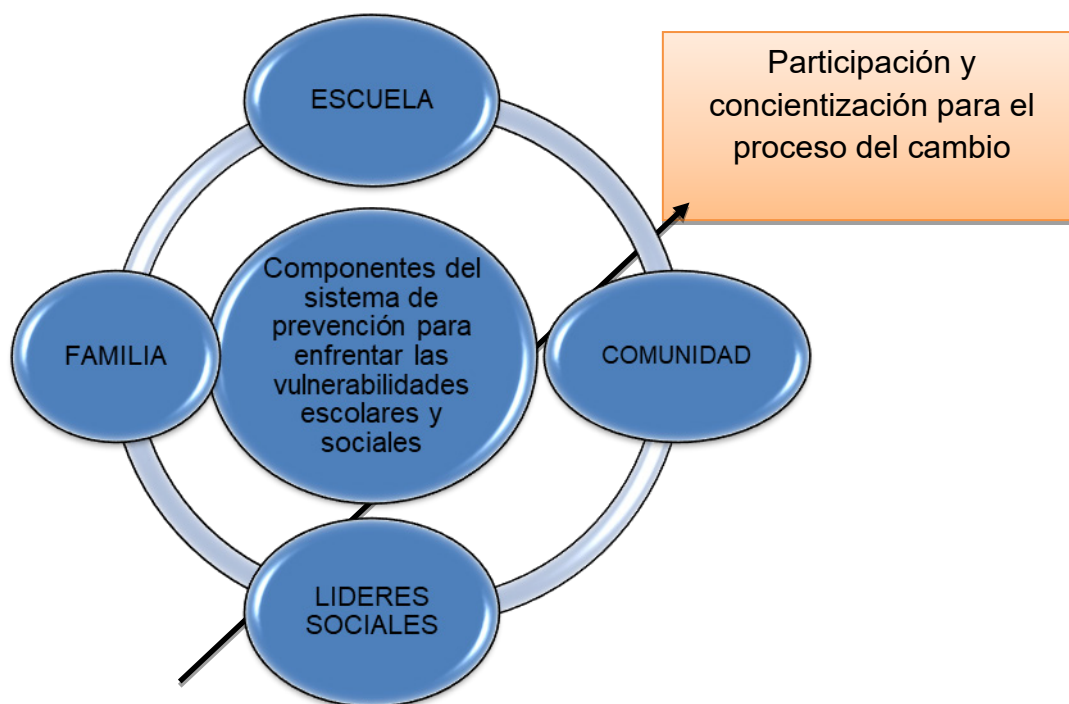 ESCUELA
Participación y
concientización para el
proceso del cambio
Componentes del
sistema de
prevención para
enfrentar las
vulnerabilidades
escolares y
sociales
FAMILIA
COMUNIDAD
LIDERES
SOCIALES